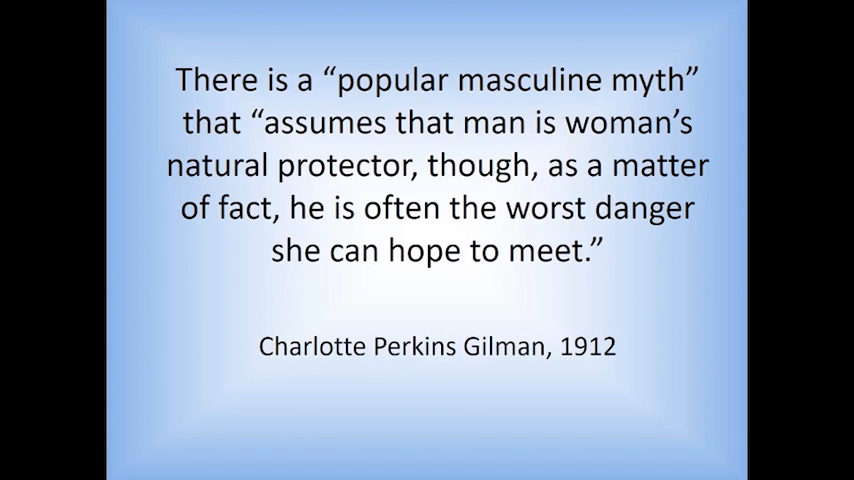 There is a “popular masculine myth”
that “assumes that man is woman’s
natural protector, though, as a matter
of fact, he is often the worst danger
she can hope to meet.”
Charlotte Perkins Gilman, 1912